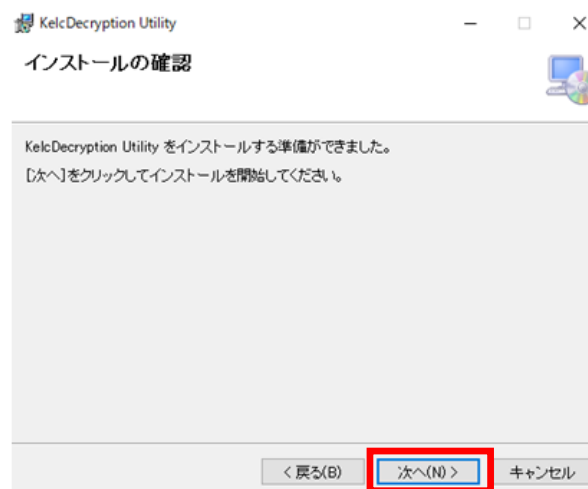 KelcDecryption Utility
インストールの確認
KelcDecryption Utility をインストールする準備ができました。
[次へ]をクリックしてインストールを開始してください。
< 戻る(B)
次へ(N) >
キャンセル